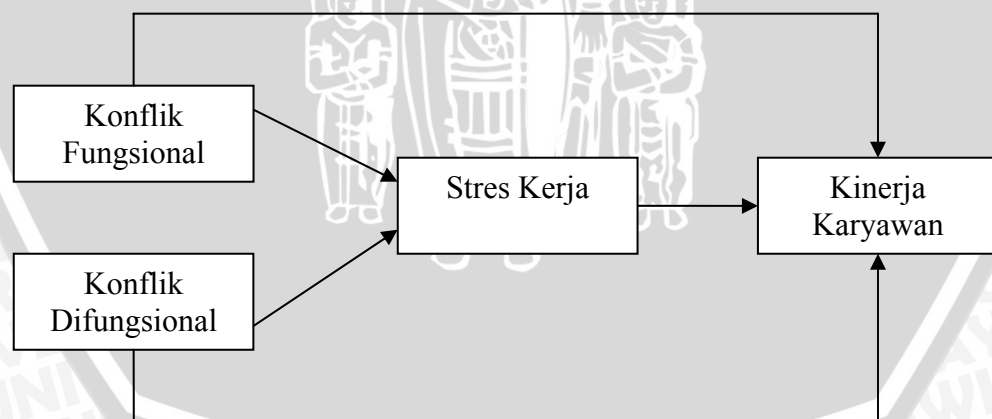 Konflik
Fungsional
Stres Kerja
Kinerja
Karyawan
Konflik
Difungsional